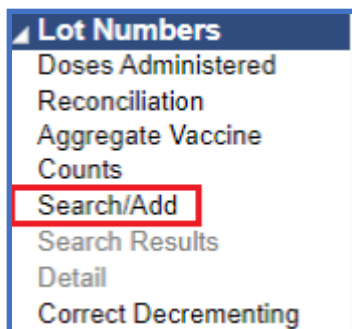 Lot Numbers
Doses Administered
Reconciliation
Aggregate Vaccine
Counts
Search/Add
Search Results
Detail
Correct Decrementing